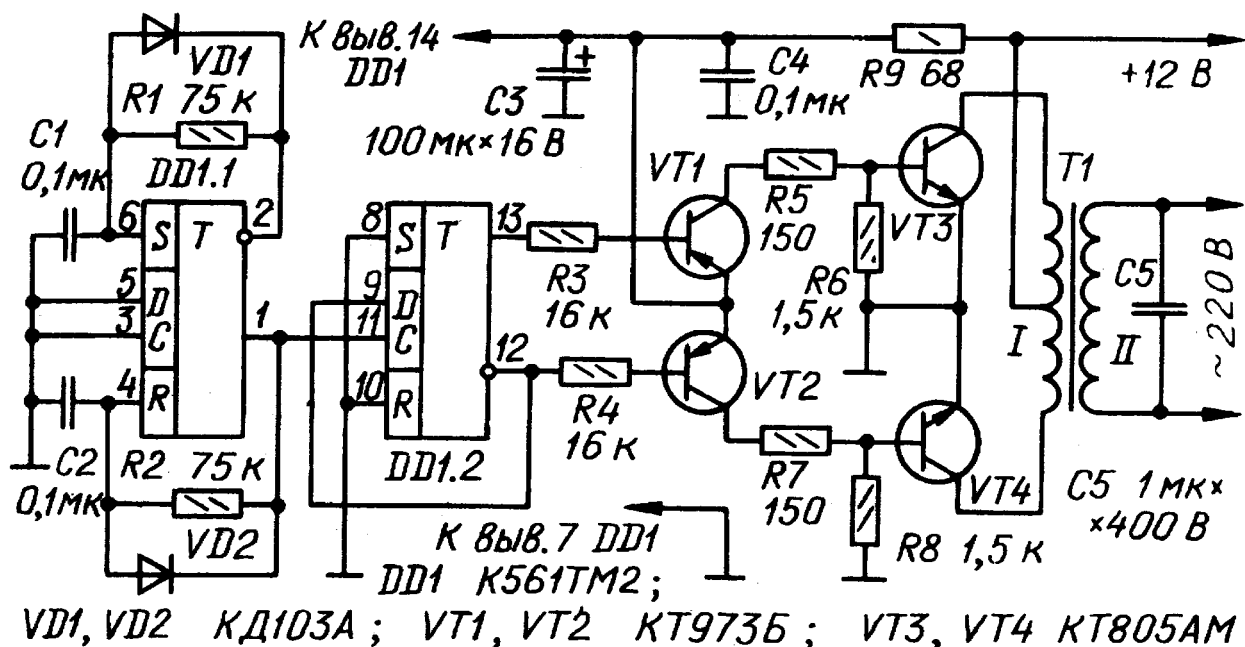 К выв.14
DD1
VD1
R1 75 к
C1
0,1мк
DD1.1
6
S
T
2
5
D
3
C
1
4
R
C2
0,1мк
R2 75 к
VD2
C3
100 мк×16 В
+
C4
0,1мк
R9 68
+12 В
8
S
T
13
9
D
11
C
12
10
R
DD1.2
R3
16 к
R4
16 к
VT1
VT2
R5
150
R6
1,5 к
VT3
R7
150
R8 1,5 к
VT4
T1
I
II
C5
~220 В
C5 1 мк×
×400 В
К выв.7 DD1
DD1 К561ТМ2;
VD1, VD2 КД103А; VT1, VT2 КТ973Б; VT3, VT4 КТ805АМ